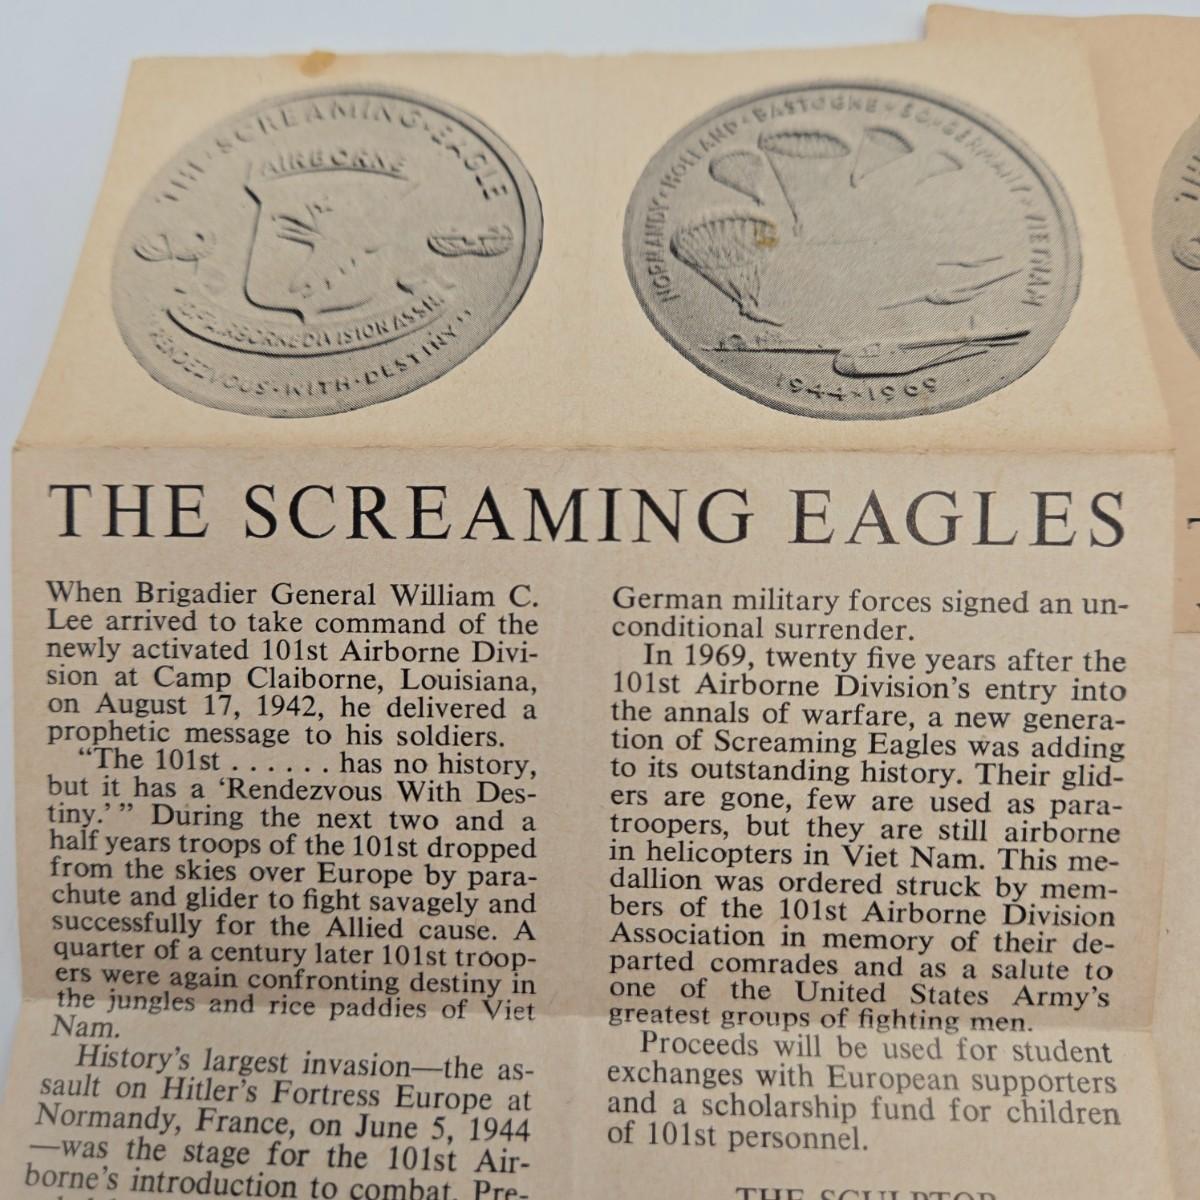 THE · SCREAMING · EAGLE
AIRBORNE
AIRBORNE DIVISION ASSN.
"RENDEZVOUS · WITH · DESTINY"
NORMANDY · HOLLAND · BASTOGNE · SO · GERMANY · VIETNAM
1944 · 1969
THE SCREAMING EAGLES
When Brigadier General William C.
Lee arrived to take command of the
newly activated 101st Airborne Divi-
sion at Camp Claiborne, Louisiana,
on August 17, 1942, he delivered a
prophetic message to his soldiers.
“The 101st . . . . . . has no history,
but it has a ‘Rendezvous With Des-
tiny.’ ” During the next two and a
half years troops of the 101st dropped
from the skies over Europe by para-
chute and glider to fight savagely and
successfully for the Allied cause. A
quarter of a century later 101st troop-
ers were again confronting destiny in
the jungles and rice paddies of Viet
Nam.
History’s largest invasion—the as-
sault on Hitler’s Fortress Europe at
Normandy, France, on June 5, 1944
—was the stage for the 101st Air-
borne’s introduction to combat. Pre-
German military forces signed an un-
conditional surrender.
In 1969, twenty five years after the
101st Airborne Division’s entry into
the annals of warfare, a new genera-
tion of Screaming Eagles was adding
to its outstanding history. Their glid-
ers are gone, few are used as para-
troopers, but they are still airborne
in helicopters in Viet Nam. This me-
dallion was ordered struck by mem-
bers of the 101st Airborne Division
Association in memory of their de-
parted comrades and as a salute to
one of the United States Army’s
greatest groups of fighting men.
Proceeds will be used for student
exchanges with European supporters
and a scholarship fund for children
of 101st personnel.
THE SCULPTOR